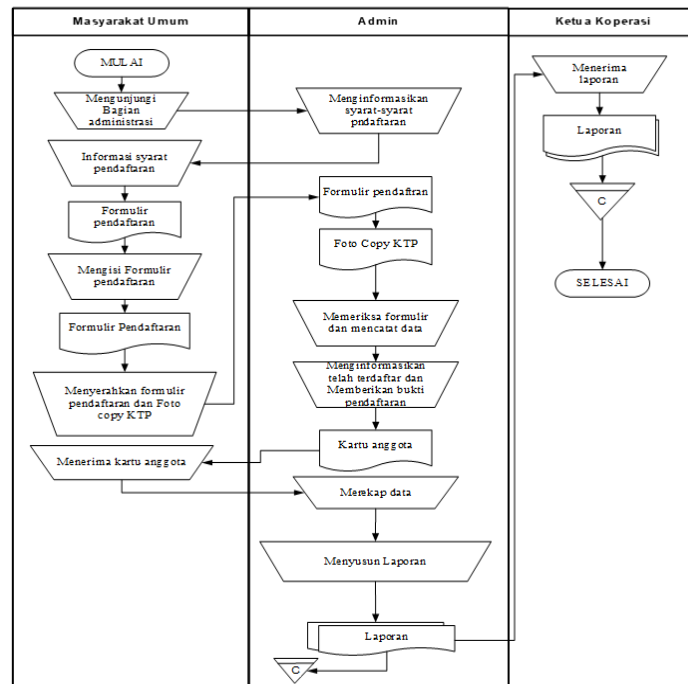 Masyarakat Umum
Admin
Ketua Koperasi
MULAI
Mengunjungi
Bagian
administrasi
Informasi syarat
pendaftaran
Formulir
pendaftaran
Mengisi Formulir
pendaftaran
Formulir Pendaftaran
Menyerahkan formulir
pendaftaran dan Foto
copy KTP
Menerima kartu anggota
Menginformasikan
syarat-syarat
pndaftaran
Formulir pendaftran
Foto Copy KTP
Memeriksa formulir
dan mencatat data
Menginformasikan
telah terdaftar dan
Memberikan bukti
pendaftaran
Kartu anggota
Merekap data
Menyusun Laporan
Laporan
C
Menerima
laporan
Laporan
C
SELESAI